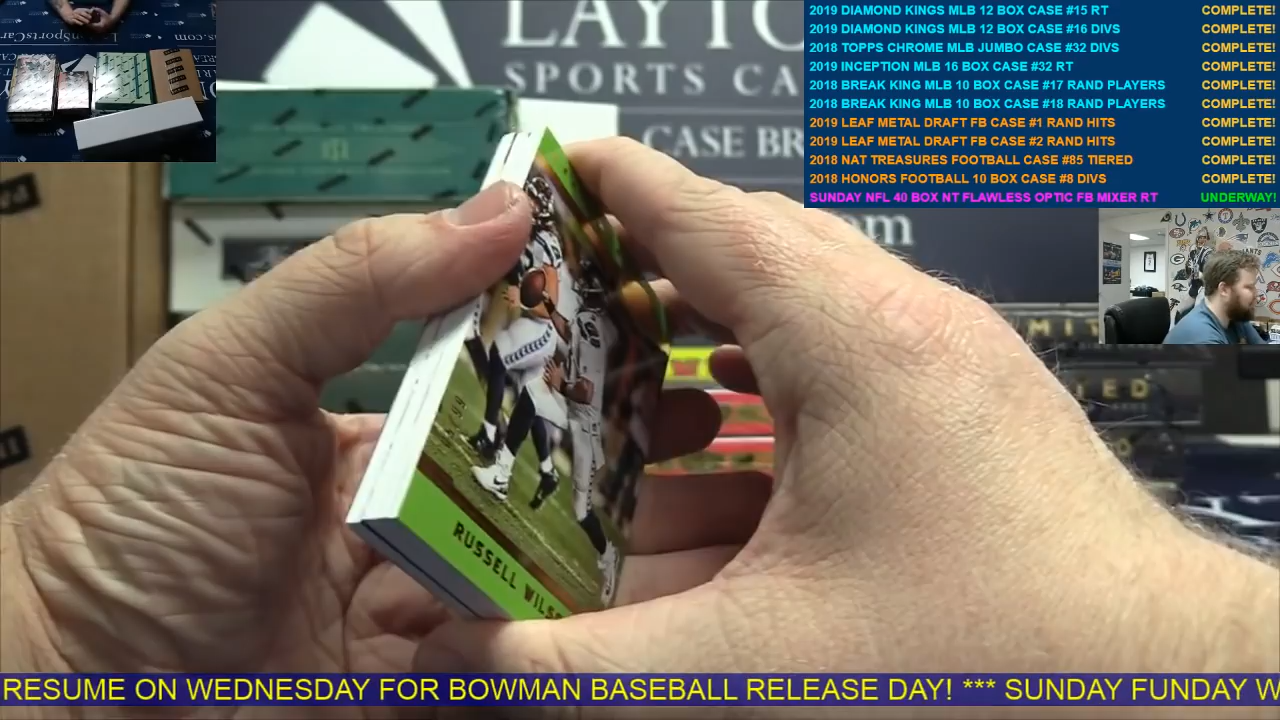 2019 DIAMOND KINGS MLB 12 BOX CASE #15 RT COMPLETE!
2019 DIAMOND KINGS MLB 12 BOX CASE #16 DIVS COMPLETE!
2018 TOPPS CHROME MLB JUMBO CASE #32 DIVS COMPLETE!
2019 INCEPTION MLB 16 BOX CASE #32 RT COMPLETE!
2018 BREAK KING MLB 10 BOX CASE #17 RAND PLAYERS COMPLETE!
2018 BREAK KING MLB 10 BOX CASE #18 RAND PLAYERS COMPLETE!
2019 LEAF METAL DRAFT FB CASE #1 RAND HITS COMPLETE!
2019 LEAF METAL DRAFT FB CASE #2 RAND HITS COMPLETE!
2018 NAT TREASURES FOOTBALL CASE #85 TIERED COMPLETE!
2018 HONORS FOOTBALL 10 BOX CASE #8 DIVS COMPLETE!
SUNDAY NFL 40 BOX NT FLAWLESS OPTIC FB MIXER RT UNDERWAY!
LAYTO
SPORTS CA
CASE BR
om
RUSSELL WILS
RESUME ON WEDNESDAY FOR BOWMAN BASEBALL RELEASE DAY! *** SUNDAY FUNDAY W